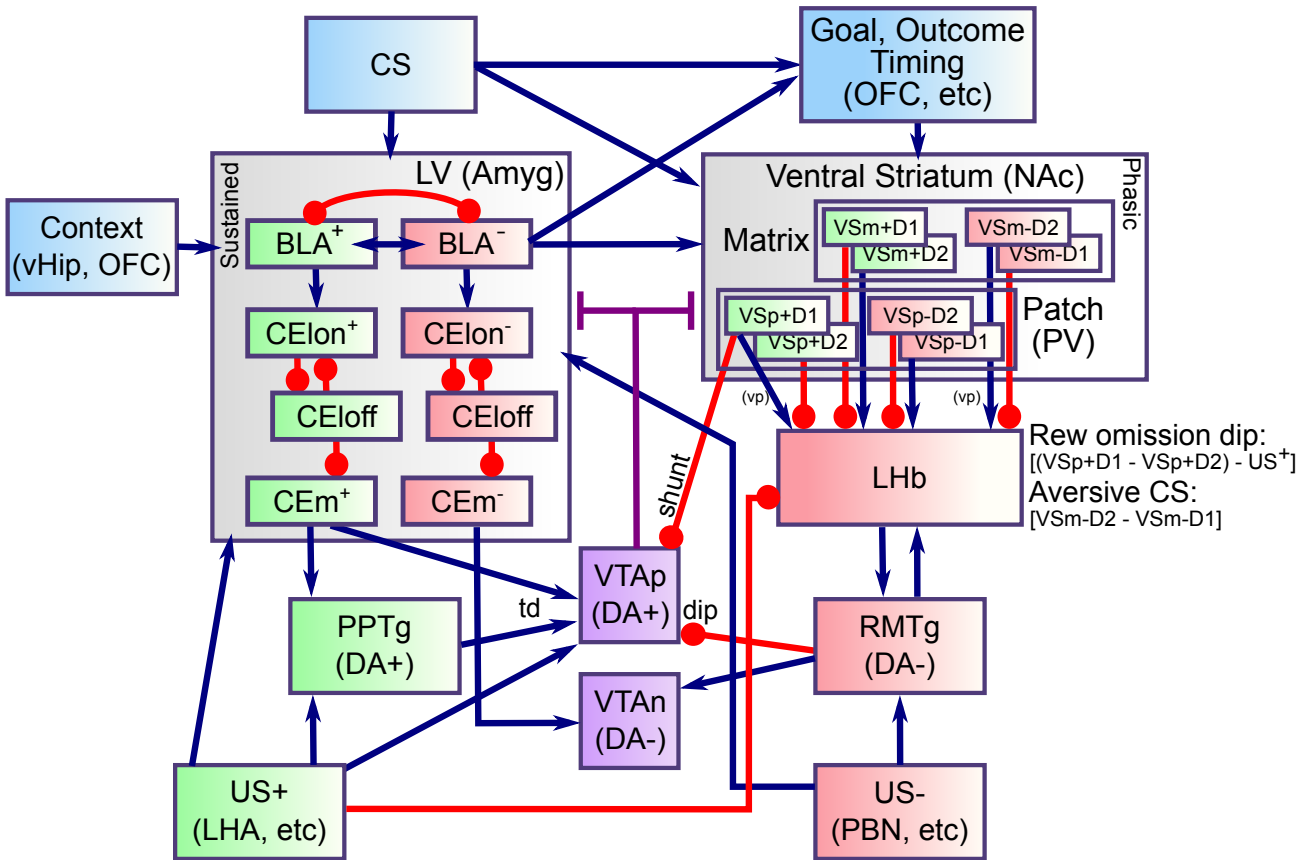 CS
Goal, Outcome
Timing
(OFC, etc)
Context
(vHip, OFC)
Sustained
LV (Amyg)
BLA+
BLA-
CElon+
CElon-
CEloff
CEloff
CEm+
CEm-
Ventral Striatum (NAc)
Phasic
Matrix
VSm+D1
VSm+D2
VSm-D2
VSm-D1
VSp+D1
VSp+D2
VSp-D2
VSp-D1
Patch
(PV)
(vp)
(vp)
LHb
Rew omission dip:
[(VSp+D1 - VSp+D2) - US+]
Aversive CS:
[VSm-D2 - VSm-D1]
shunt
VTAp
(DA+)
td
dip
PPTg
(DA+)
RMTg
(DA-)
VTAn
(DA-)
US+
(LHA, etc)
US-
(PBN, etc)